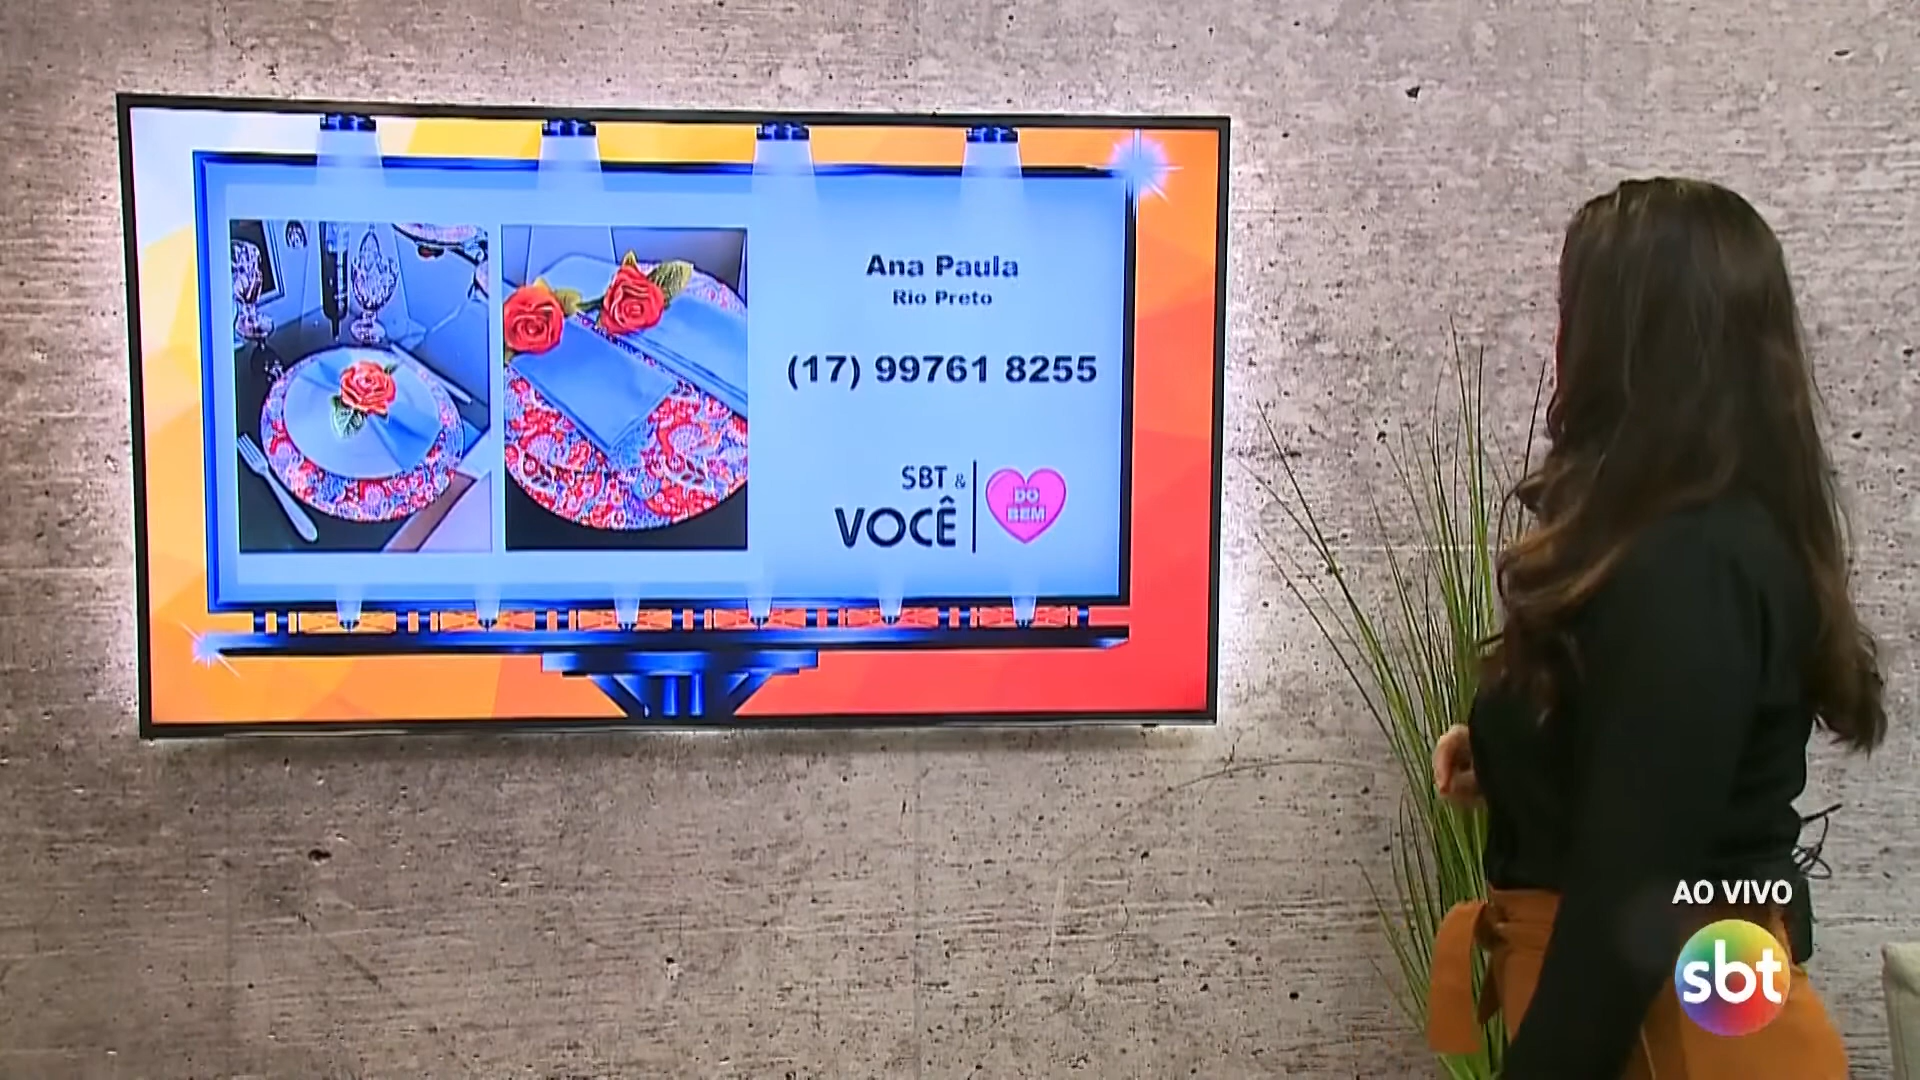 Ana Paula
Rio Preto
(17) 99761 8255
SBT &
VOCÊ
DO
BEM
AO VIVO
sbt